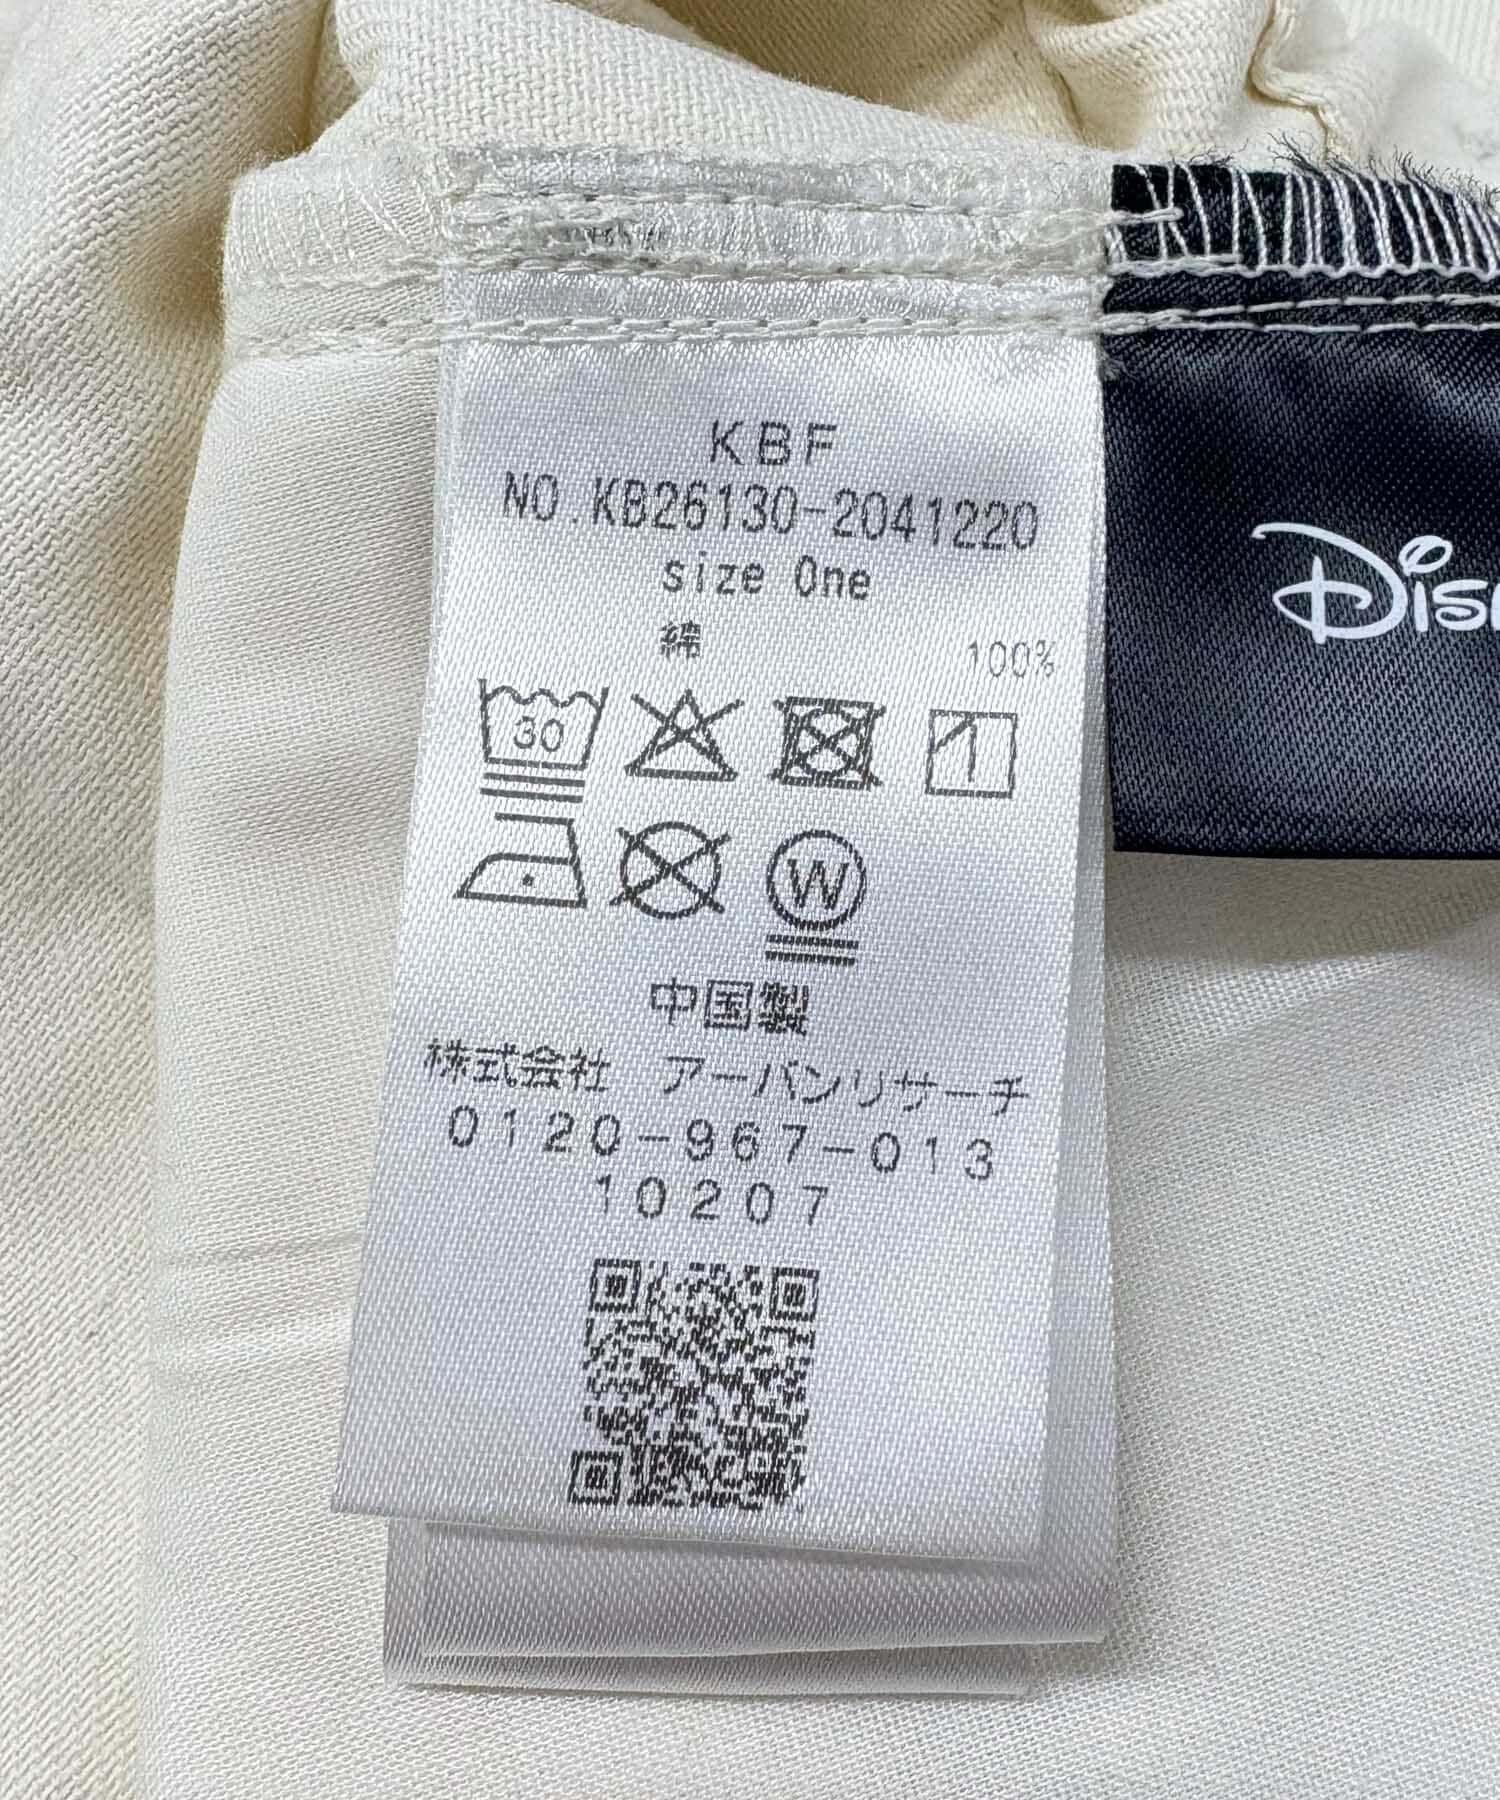 KBF
NO.KB26130-2041220
size One
綿 100%
30
W
中国製
株式会社 アーバンリサーチ
0120-967-013
10207
Disn